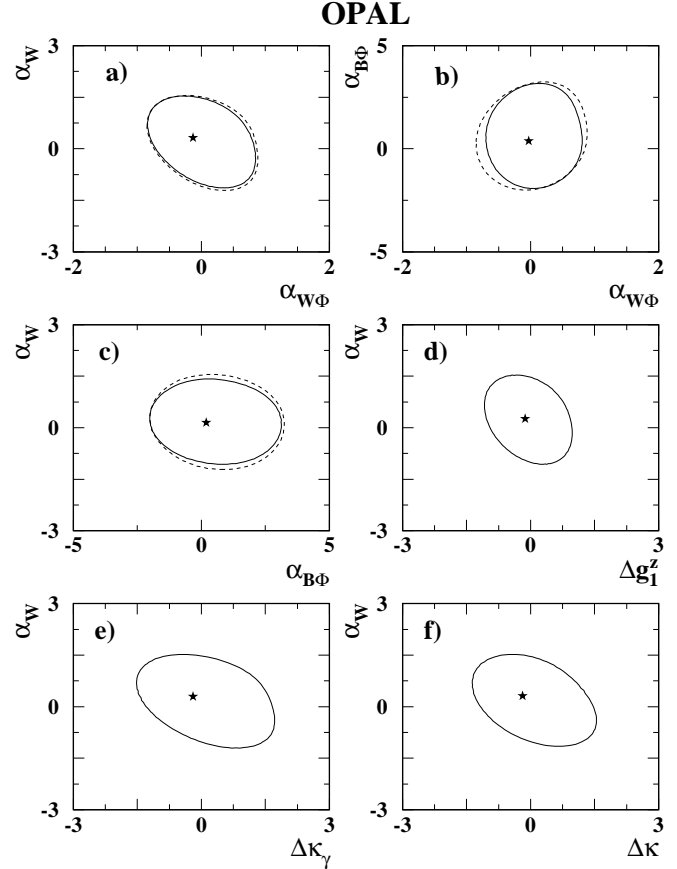 OPAL
α_W 3 0 -3 a) -2 0 2 α_WΦ
α_BΦ 5 0 -5 b) -2 0 2 α_WΦ
α_W 3 0 -3 c) -5 0 5 α_BΦ
α_W 3 0 -3 d) -3 0 3 Δg_1^z
α_W 3 0 -3 e) -3 0 3 Δκ_γ
α_W 3 0 -3 f) -3 0 3 Δκ